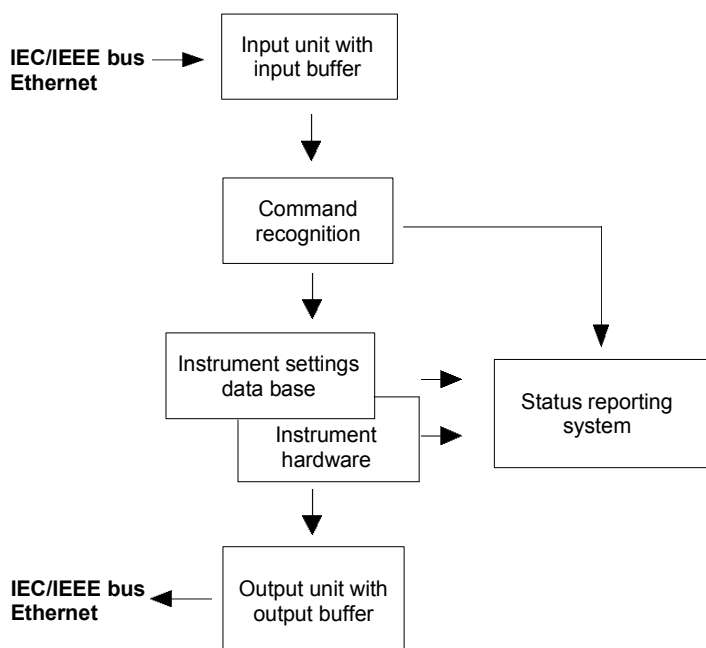 IEC/IEEE bus
Ethernet
Input unit with
input buffer
Command
recognition
Instrument settings
data base
Instrument
hardware
Status reporting
system
IEC/IEEE bus
Ethernet
Output unit with
output buffer